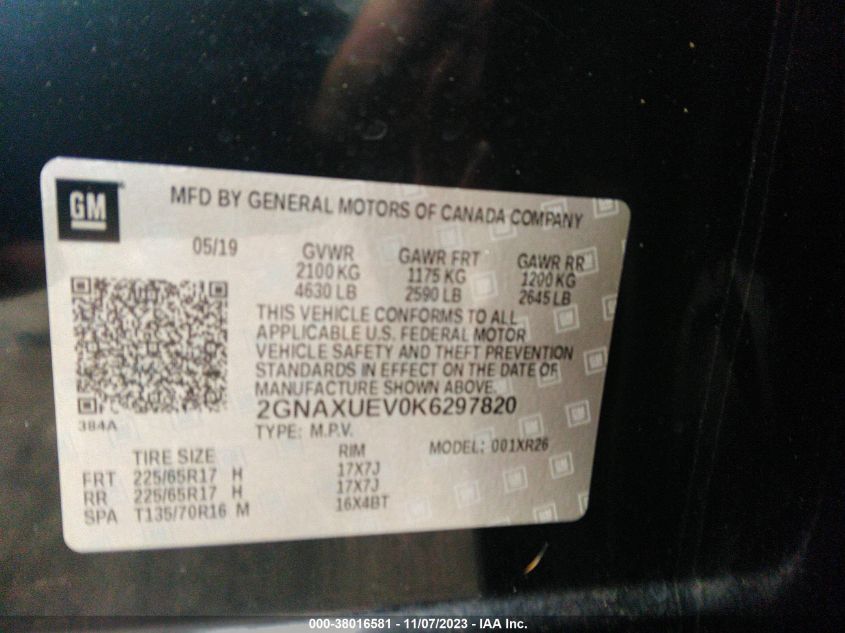 GM
MFD BY GENERAL MOTORS OF CANADA COMPANY
05/19 GVWR GAWR FRT GAWR RR
2100 KG 1175 KG 1200 KG
4630 LB 2590 LB 2645 LB
THIS VEHICLE CONFORMS TO ALL
APPLICABLE U.S. FEDERAL MOTOR
VEHICLE SAFETY AND THEFT PREVENTION
STANDARDS IN EFFECT ON THE DATE OF
MANUFACTURE SHOWN ABOVE.
2GNAXUEV0K6297820
384A
TYPE: M.P.V. MODEL: 001XR26
TIRE SIZE RIM
FRT 225/65R17 H 17X7J
RR 225/65R17 H 17X7J
SPA T135/70R16 M 16X4BT
000-38016581 - 11/07/2023 - IAA Inc.